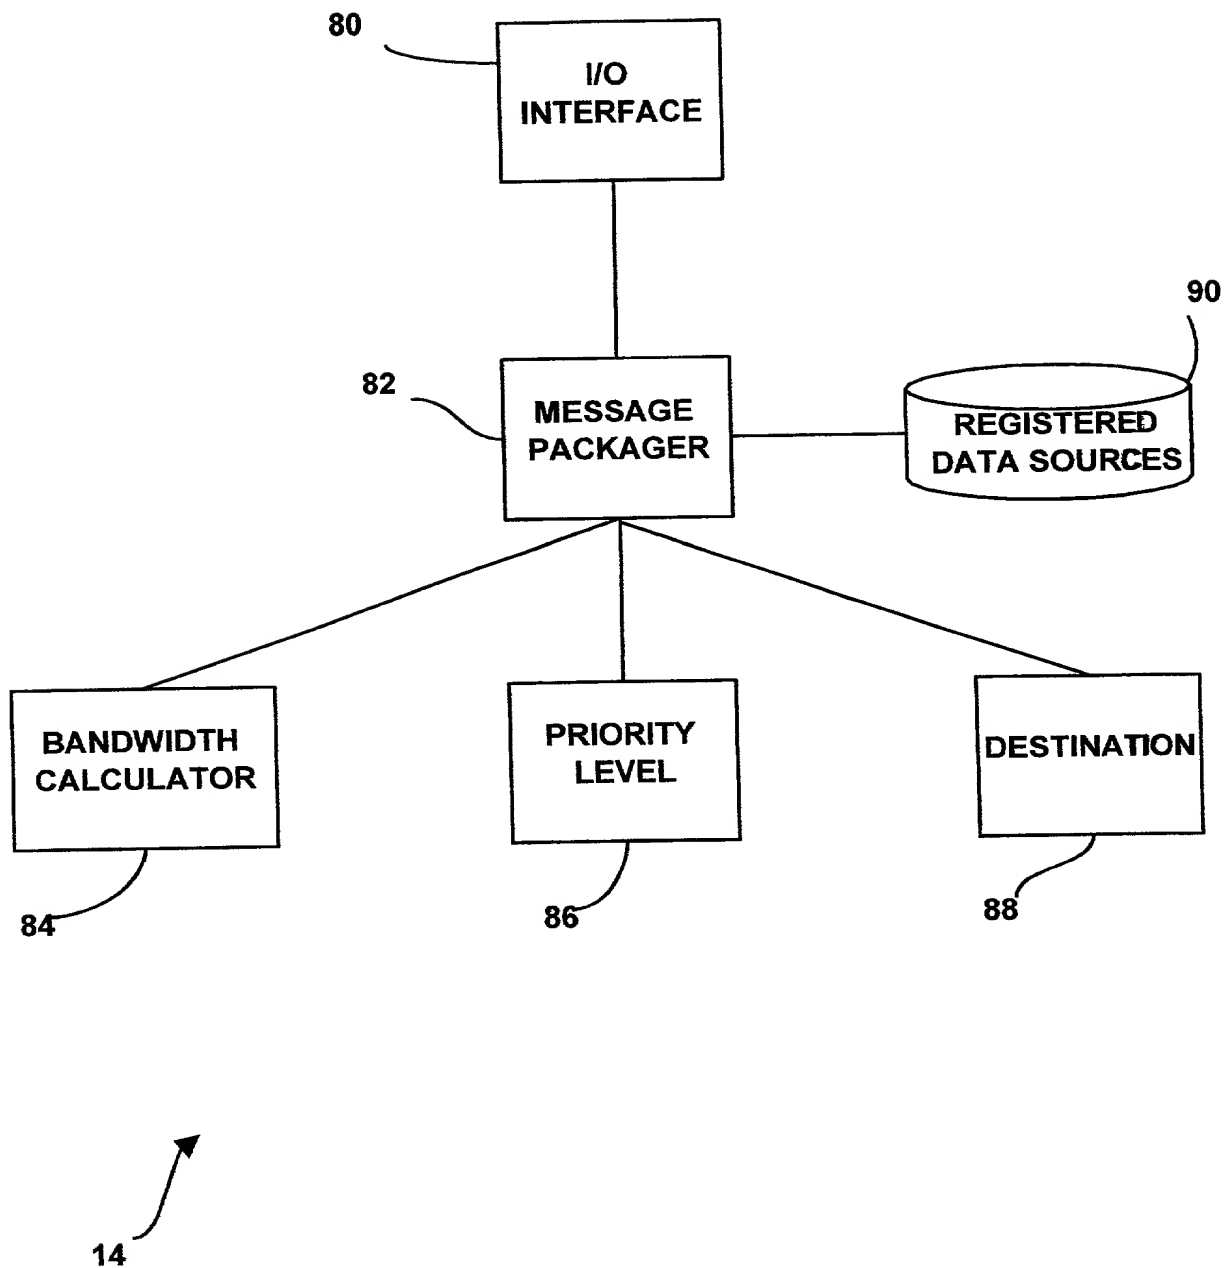 80
I/O
INTERFACE
90
82
MESSAGE
PACKAGER
REGISTERED
DATA SOURCES
BANDWIDTH
CALCULATOR
PRIORITY
LEVEL
DESTINATION
84
86
88
14